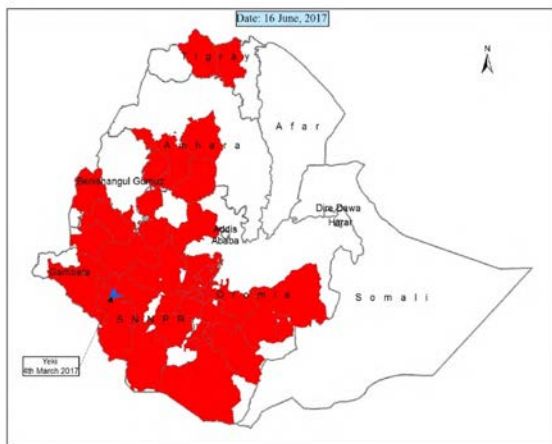 Date: 16 June, 2017
N
Tigray
Afar
Amhara
Benishangul Gumuz
Dire Dawa
Harar
Addis
Ababa
Gambela
Oromia
Somali
SNNPR
Yeki
4th March 2017